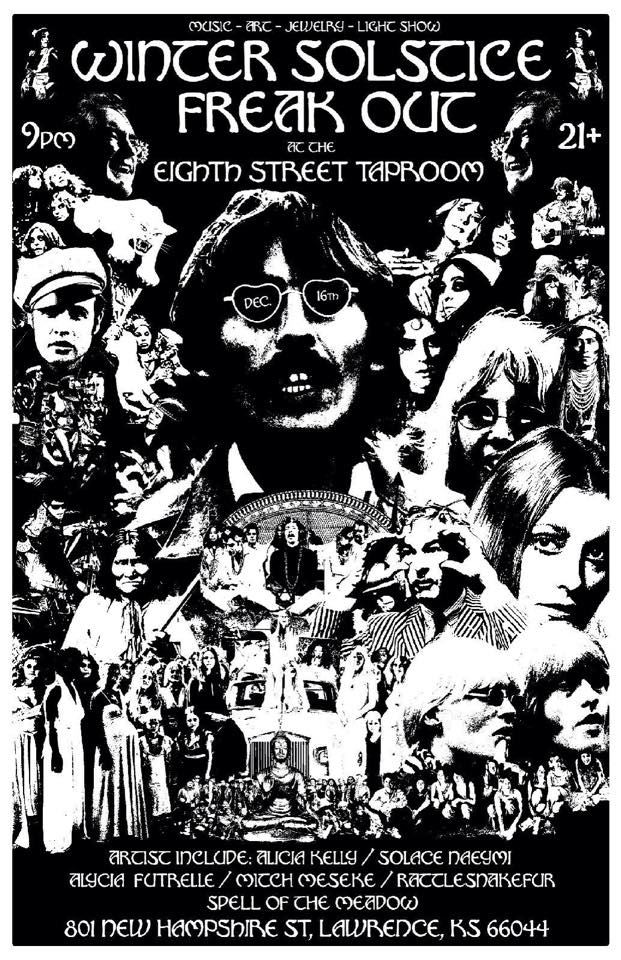 MUSIC - ART - JEWELRY - LIGHT SHOW
WINTER SOLSTICE
FREAK OUT
9PM
21+
AT THE
EIGHTH STREET TAPROOM
DEC. 16TH
ARTIST INCLUDE: ALICIA KELLY / SOLACE NAEYMI
ALYCIA FUTRELLE / MITCH MESEKE / RATTLESNAKEFUR
SPELL OF THE MEADOW
801 NEW HAMPSHIRE ST, LAWRENCE, KS 66044